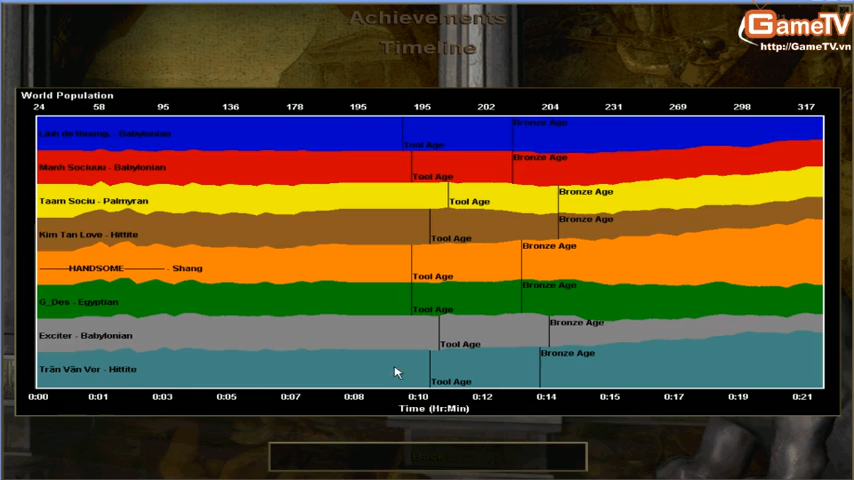 Achievements
Timeline
GameTV
http://GameTV.vn
World Population
24 58 95 136 178 195 195 202 204 231 269 298 317
Bronze Age
- Babylonian
Tool Age
Bronze Age
Manh Sociuuu - Babylonian
Tool Age
Bronze Age
Taam Sociu - Palmyran
Tool Age
Bronze Age
Kim Tan Love - Hittite
Tool Age
Bronze Age
HANDSOME - Shang
Tool Age
Bronze Age
G_Des - Egyptian
Tool Age
Bronze Age
Exciter - Babylonian
Tool Age
Bronze Age
Trân Văn Ver - Hittite
Tool Age
0:00 0:01 0:03 0:05 0:07 0:08 0:10 0:12 0:14 0:15 0:17 0:19 0:21
Time (Hr:Min)
Back